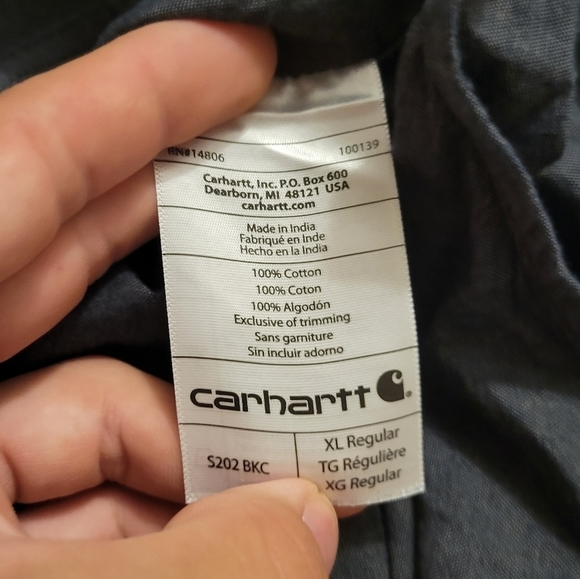 RN#14806 100139
Carhartt, Inc. P.O. Box 600
Dearborn, MI 48121 USA
carhartt.com
Made in India
Fabriqué en Inde
Hecho en la India
100% Cotton
100% Coton
100% Algodón
Exclusive of trimming
Sans garniture
Sin incluir adorno
carhartt
S202 BKC
XL Regular
TG Régulière
XG Regular